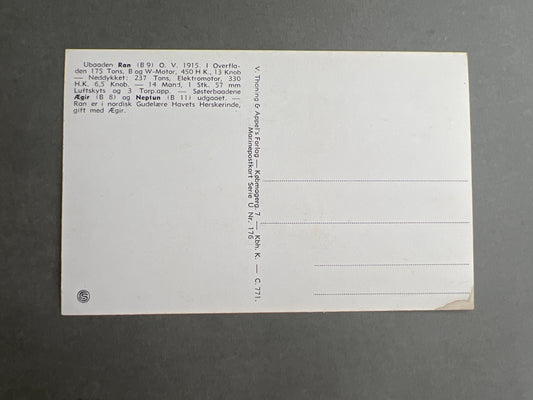 Ubaaden Ran (B 9) O. V. 1915. I Overfla-
den 175 Tons, B og W-Motor, 450 H K., 13 Knob
— Neddykket: 237 Tons, Elektromotor, 330
H.K, 6,5 Knob. — 14 Mand, 1 Stk. 57 mm
Luftskyts og 3 Torp.app. — Søsterbaadene
Ægir (B 8) og Neptun (B 11) udgaaet. —
Ran er i nordisk Gudelære Havets Herskerinde,
gift med Ægir.
V. Thaning & Appel's Forlag — Købmagerg. 7 — Kbh. K. — C. 771.
Marinepostkort Serie U Nr. 176